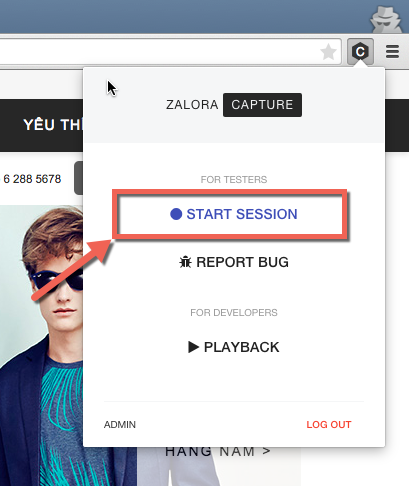 C
ZALORA CAPTURE
YÊU TH
6 288 5678
FOR TESTERS
START SESSION
REPORT BUG
FOR DEVELOPERS
PLAYBACK
ADMIN
LOG OUT
HÀNG NAM >